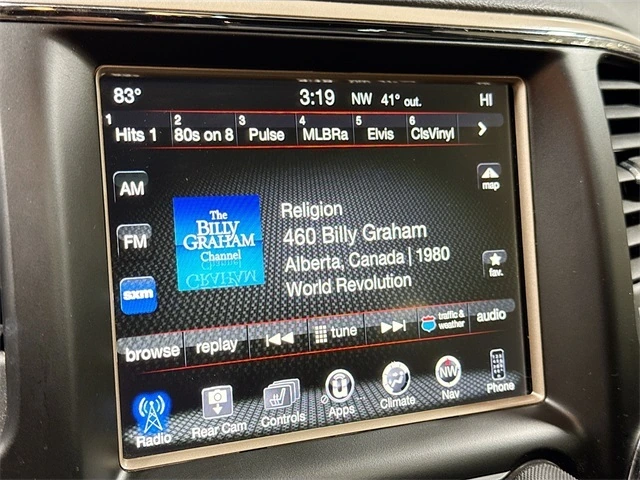 83° 3:19 NW 41° out. HI
1 Hits 1 2 80s on 8 3 Pulse 4 MLBRa 5 Elvis 6 ClsVinyl
AM
map
The
BILLY
GRAHAM
Channel
Religion
460 Billy Graham
Alberta, Canada | 1980
World Revolution
FM
fav.
sxm
browse replay tune traffic & weather audio
Radio Rear Cam Controls Apps Climate NW Nav Phone